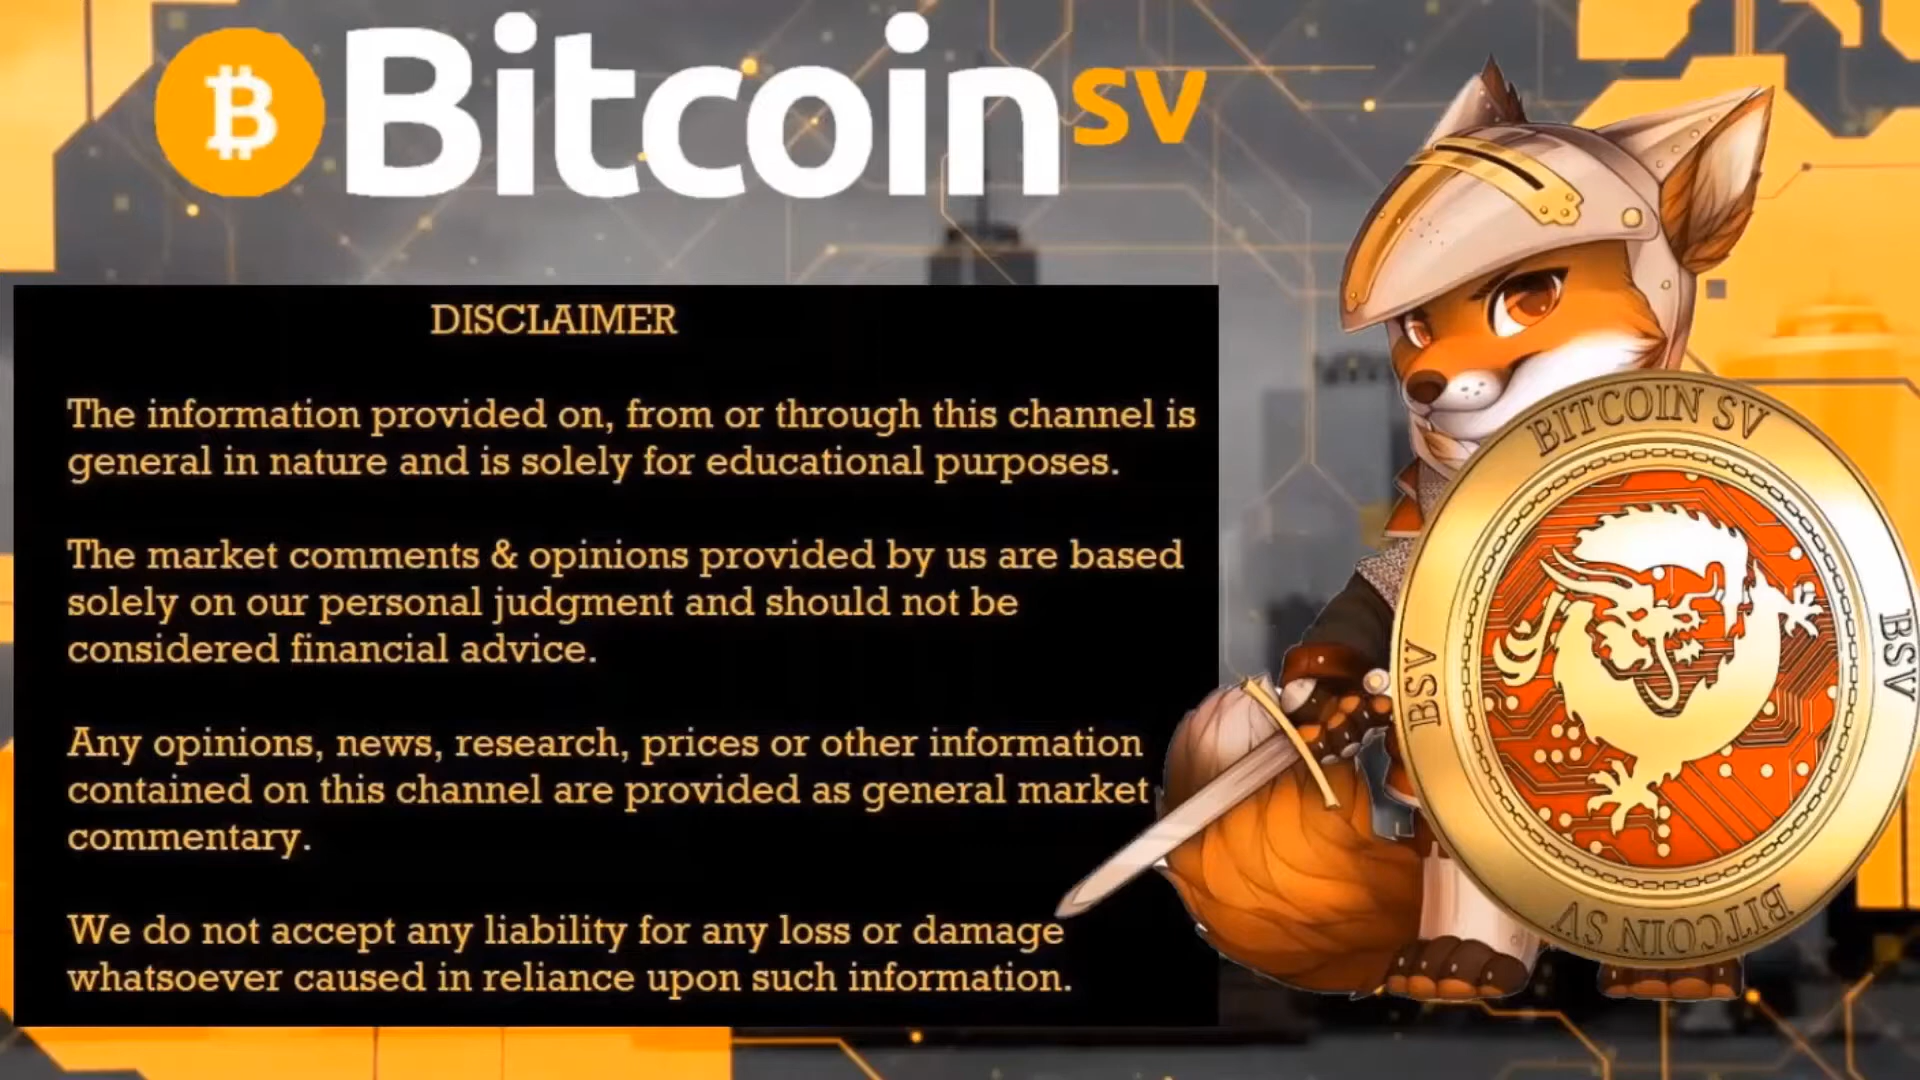 Bitcoin SV
DISCLAIMER
The information provided on, from or through this channel is
general in nature and is solely for educational purposes.
The market comments & opinions provided by us are based
solely on our personal judgment and should not be
considered financial advice.
Any opinions, news, research, prices or other information
contained on this channel are provided as general market
commentary.
We do not accept any liability for any loss or damage
whatsoever caused in reliance upon such information.
BITCOIN SV
BSV
BSV
BITCOIN SV